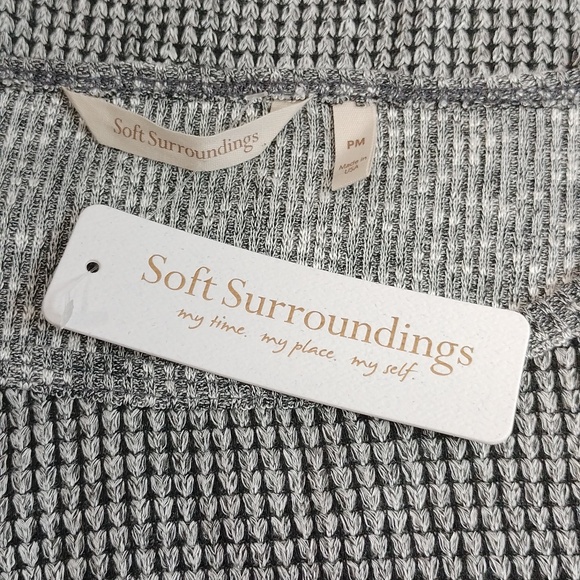 Soft Surroundings
PM
Made in
USA
Soft Surroundings
my time. my place. my self.